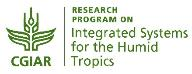 RESEARCH
PROGRAM ON
Integrated Systems
for the Humid
Tropics
CGIAR